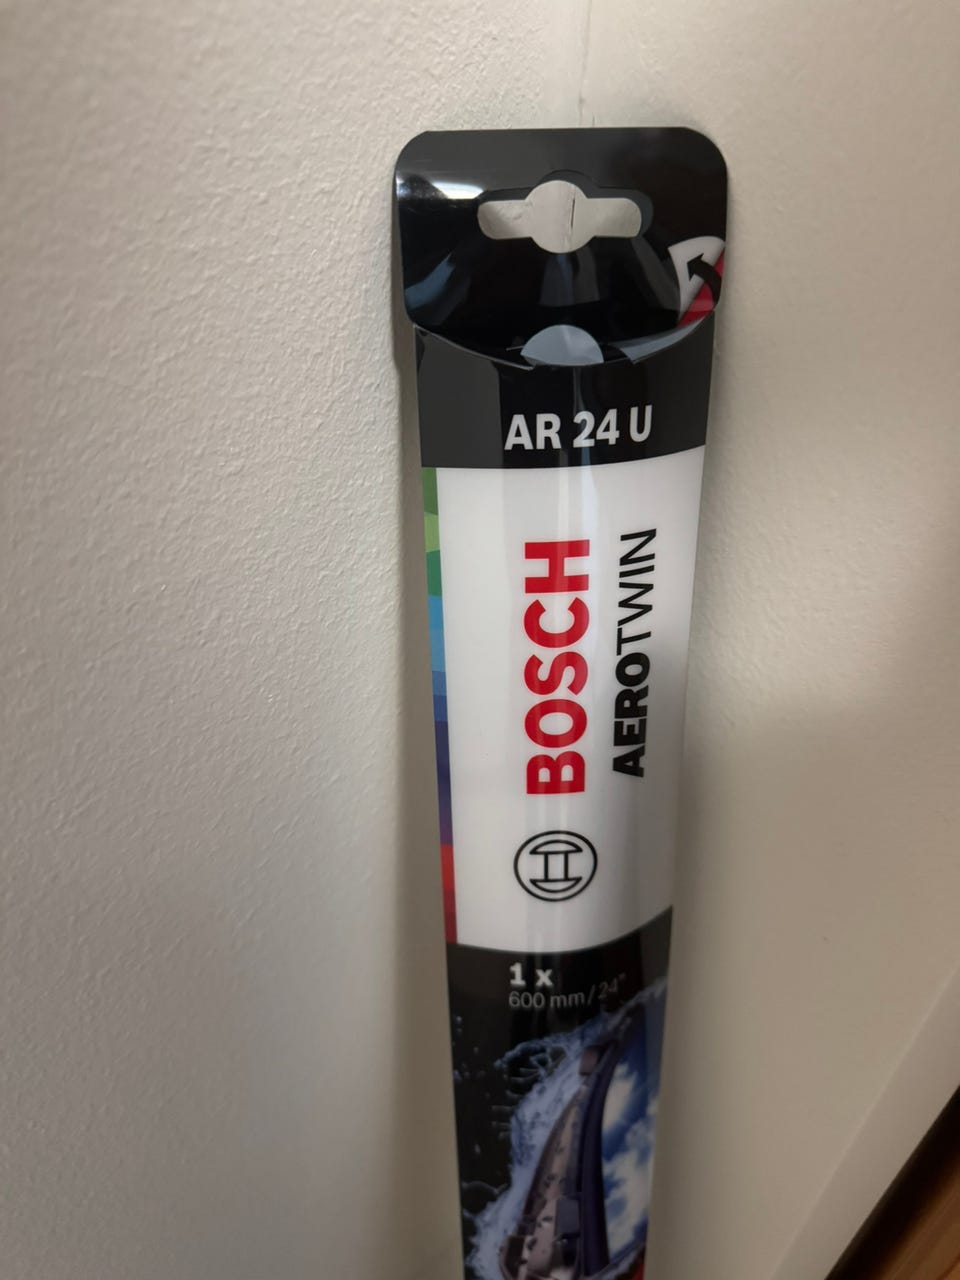 AR 24 U
BOSCH
AEROTWIN
1 x
600 mm / 24"